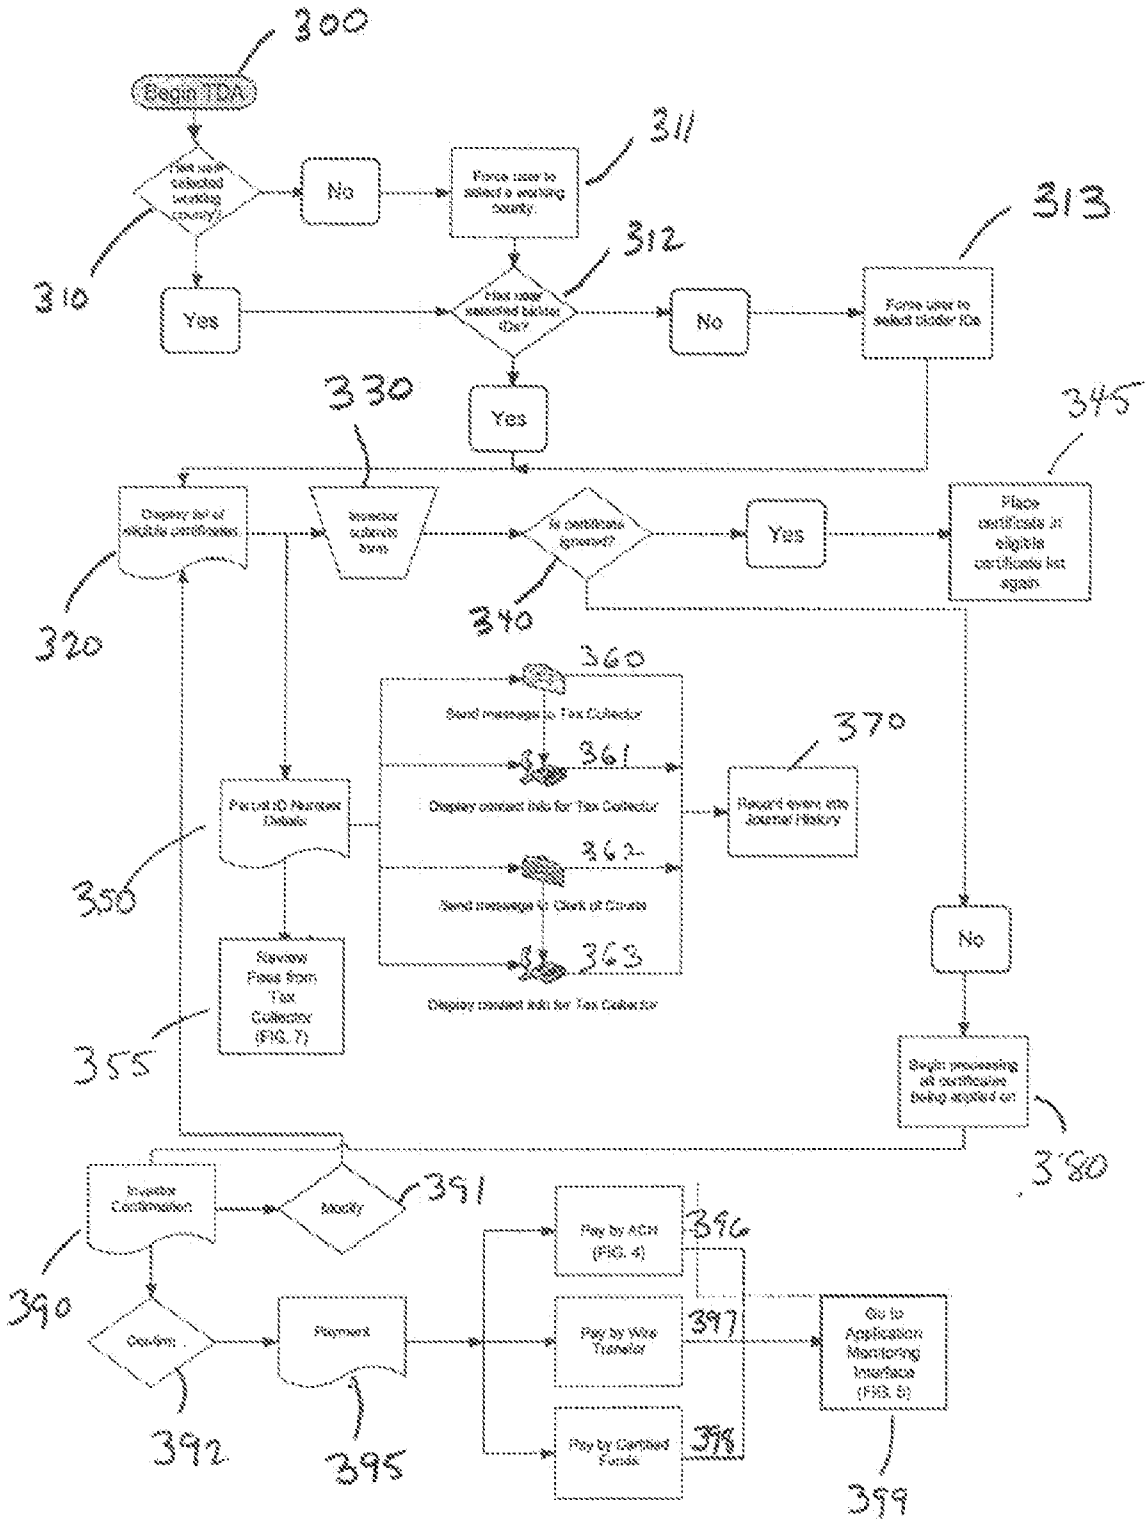 300
Begin TDA
Has user
selected
working
county?
310
No
Force user to
select a working
county.
311
Yes
Has user
selected bidder
IDs?
312
No
Force user to
select bidder IDs
313
Yes
330
Display list of
eligible certificates
320
Investor
submits
form
Is certificate
ignored?
340
Yes
Place
certificate in
eligible
certificate list
again
345
360
Send message to Tax Collector
361
Display contact info for Tax Collector
362
Send message to Clerk of Courts
363
Display contact info for Tax Collector
370
Record event into
Journal History
Parcel ID Number
Details
350
Review
Fees from
Tax
Collector
(FIG. 7)
355
No
Begin processing
all certificates
being applied on
380
Investor
Confirmation
390
Modify
391
Confirm
392
Payment
395
Pay by ACH
(FIG. 4)
396
Pay by Wire
Transfer
397
Pay by Certified
Funds
398
Go to
Application
Monitoring
Interface
399